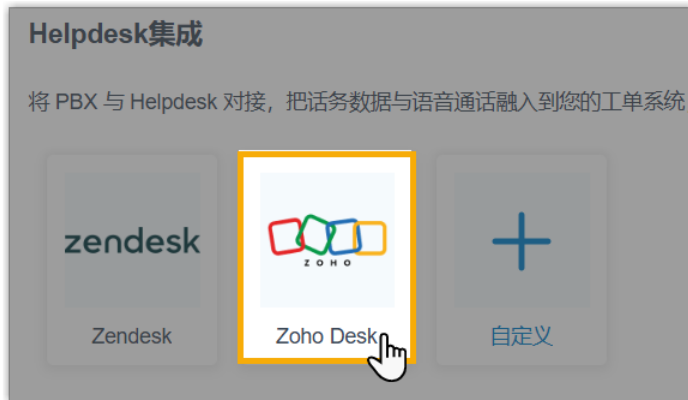 Helpdesk集成
将 PBX 与 Helpdesk 对接，把话务数据与语音通话融入到您的工单系统
zendesk
ZOHO
Zendesk
Zoho Desk
自定义